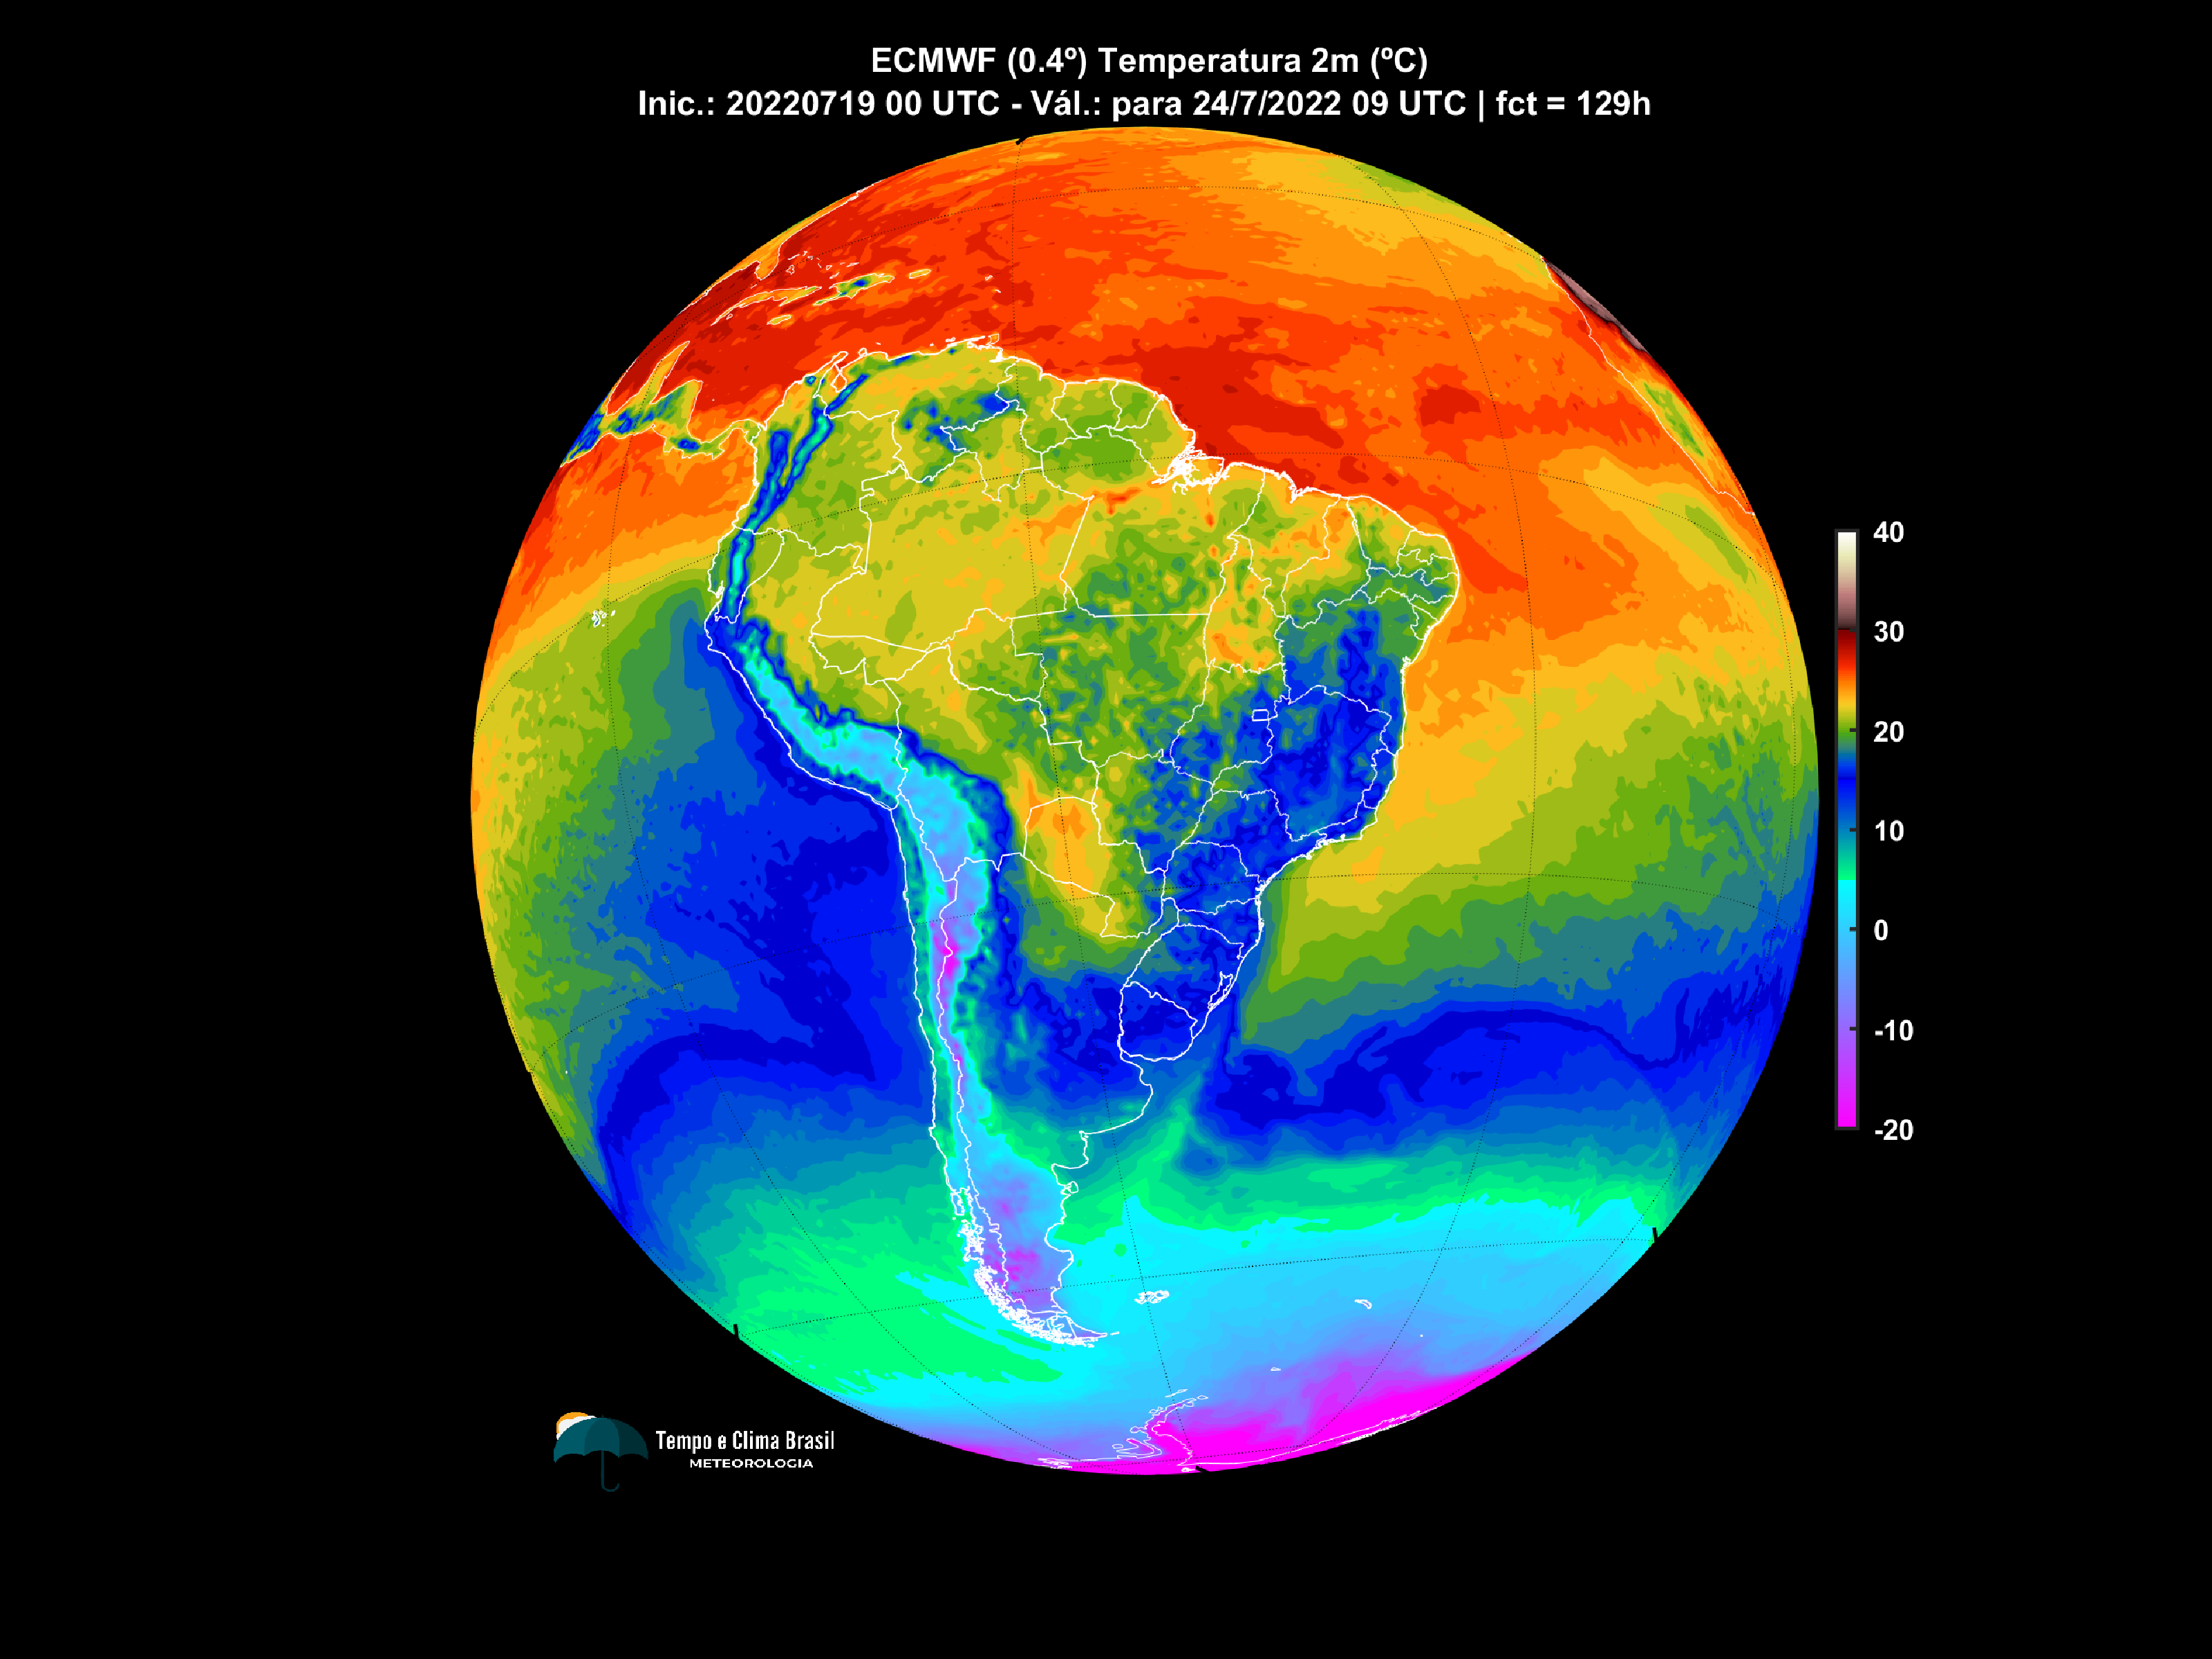 ECMWF (0.4º) Temperatura 2m (ºC)
Inic.: 20220719 00 UTC - Vál.: para 24/7/2022 09 UTC | fct = 129h
40
30
20
10
0
-10
-20
Tempo e Clima Brasil
METEOROLOGIA